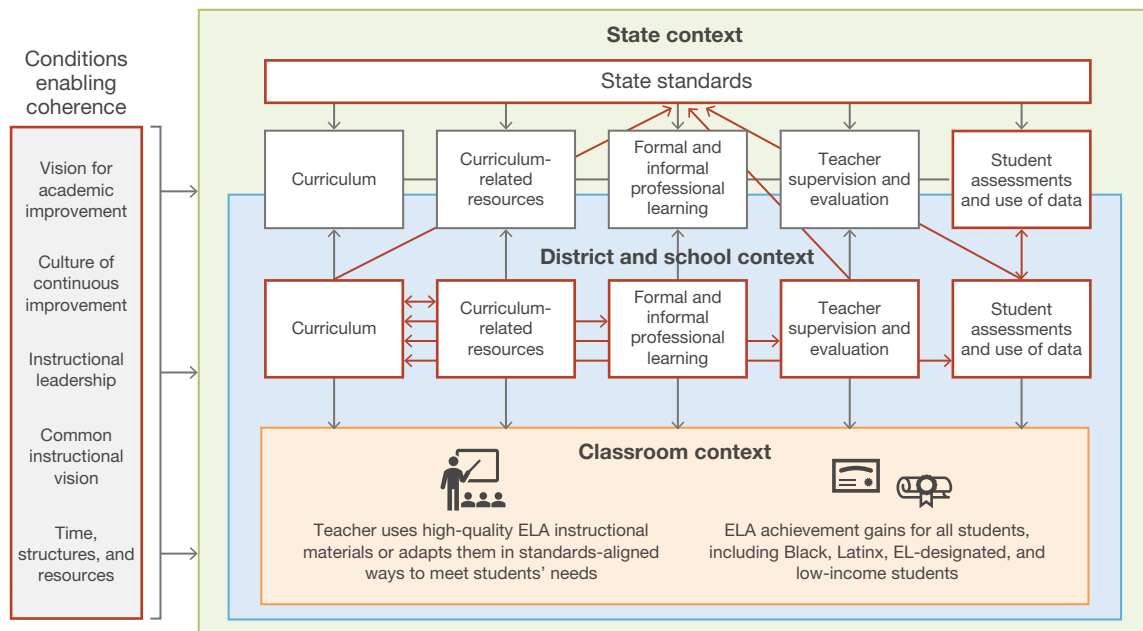 State context
Conditions
enabling
coherence
State standards
Vision for
academic
improvement
Culture of
continuous
improvement
Instructional
leadership
Common
instructional
vision
Time,
structures, and
resources
Curriculum
Curriculum-
related
resources
Formal and
informal
professional
learning
Teacher
supervision and
evaluation
Student
assessments
and use of data
District and school context
Curriculum
Curriculum-
related
resources
Formal and
informal
professional
learning
Teacher
supervision and
evaluation
Student
assessments
and use of data
Classroom context
Teacher uses high-quality ELA instructional
materials or adapts them in standards-aligned
ways to meet students’ needs
ELA achievement gains for all students,
including Black, Latinx, EL-designated, and
low-income students